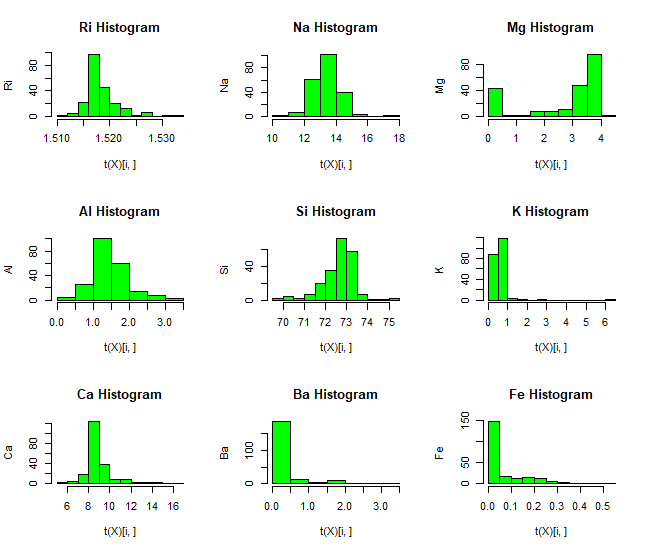 Ri Histogram
Ri
0 40 80
1.510 1.520 1.530
t(X)[i, ]
Na Histogram
Na
0 40 80
10 12 14 16 18
t(X)[i, ]
Mg Histogram
Mg
0 40 80
0 1 2 3 4
t(X)[i, ]
Al Histogram
Al
0 40 80
0.0 1.0 2.0 3.0
t(X)[i, ]
Si Histogram
Si
0 40
70 71 72 73 74 75
t(X)[i, ]
K Histogram
K
0 40 80
0 1 2 3 4 5 6
t(X)[i, ]
Ca Histogram
Ca
0 40 80
6 8 10 12 14 16
t(X)[i, ]
Ba Histogram
Ba
0 100
0.0 1.0 2.0 3.0
t(X)[i, ]
Fe Histogram
Fe
0 50 150
0.0 0.1 0.2 0.3 0.4 0.5
t(X)[i, ]